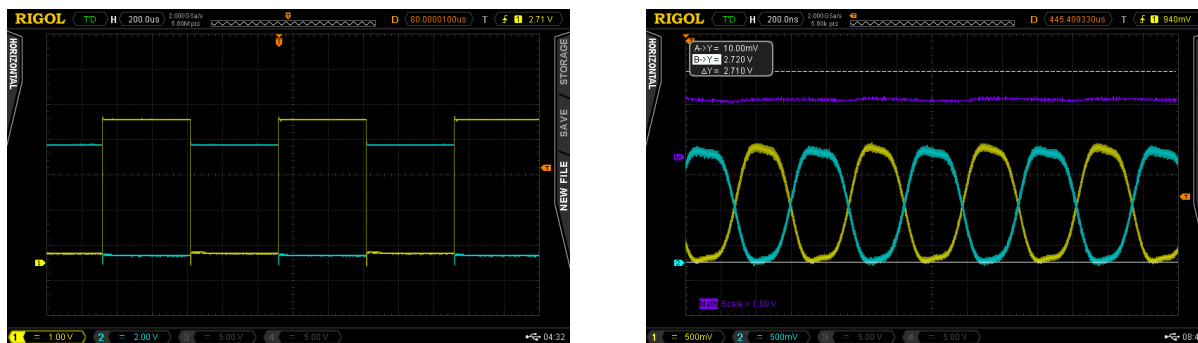 RIGOL T'D H 200.0us 2.000GSa/s 5.60Mpts D 80.0000100us T 1 2.71 V
HORIZONTAL
STORAGE
SAVE
NEW FILE
T
T
1
1 = 1.00 V 2 = 2.00 V 3 = 5.00 V 4 = 5.00 V 04:32
RIGOL T'D H 200.0ns 2.000GSa/s 5.60k pts D 445.409330us T 1 940mV
HORIZONTAL
A->Y = 10.00mV
B->Y = 2.720 V
ΔY = 2.710 V
M
T
2
Math Scale = 1.00 V
1 = 500mV 2 = 500mV 3 = 5.00 V 4 = 5.00 V